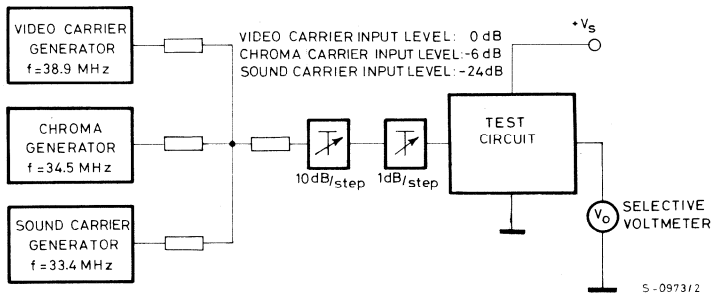 VIDEO CARRIER
GENERATOR
f=38.9 MHz
VIDEO CARRIER INPUT LEVEL: 0 dB
CHROMA CARRIER INPUT LEVEL:-6 dB
SOUND CARRIER INPUT LEVEL:-24dB
+Vs
CHROMA
GENERATOR
f=34.5 MHz
10dB/step
1dB/step
TEST
CIRCUIT
SOUND CARRIER
GENERATOR
f=33.4 MHz
Vo
SELECTIVE
VOLTMETER
S-0973/2